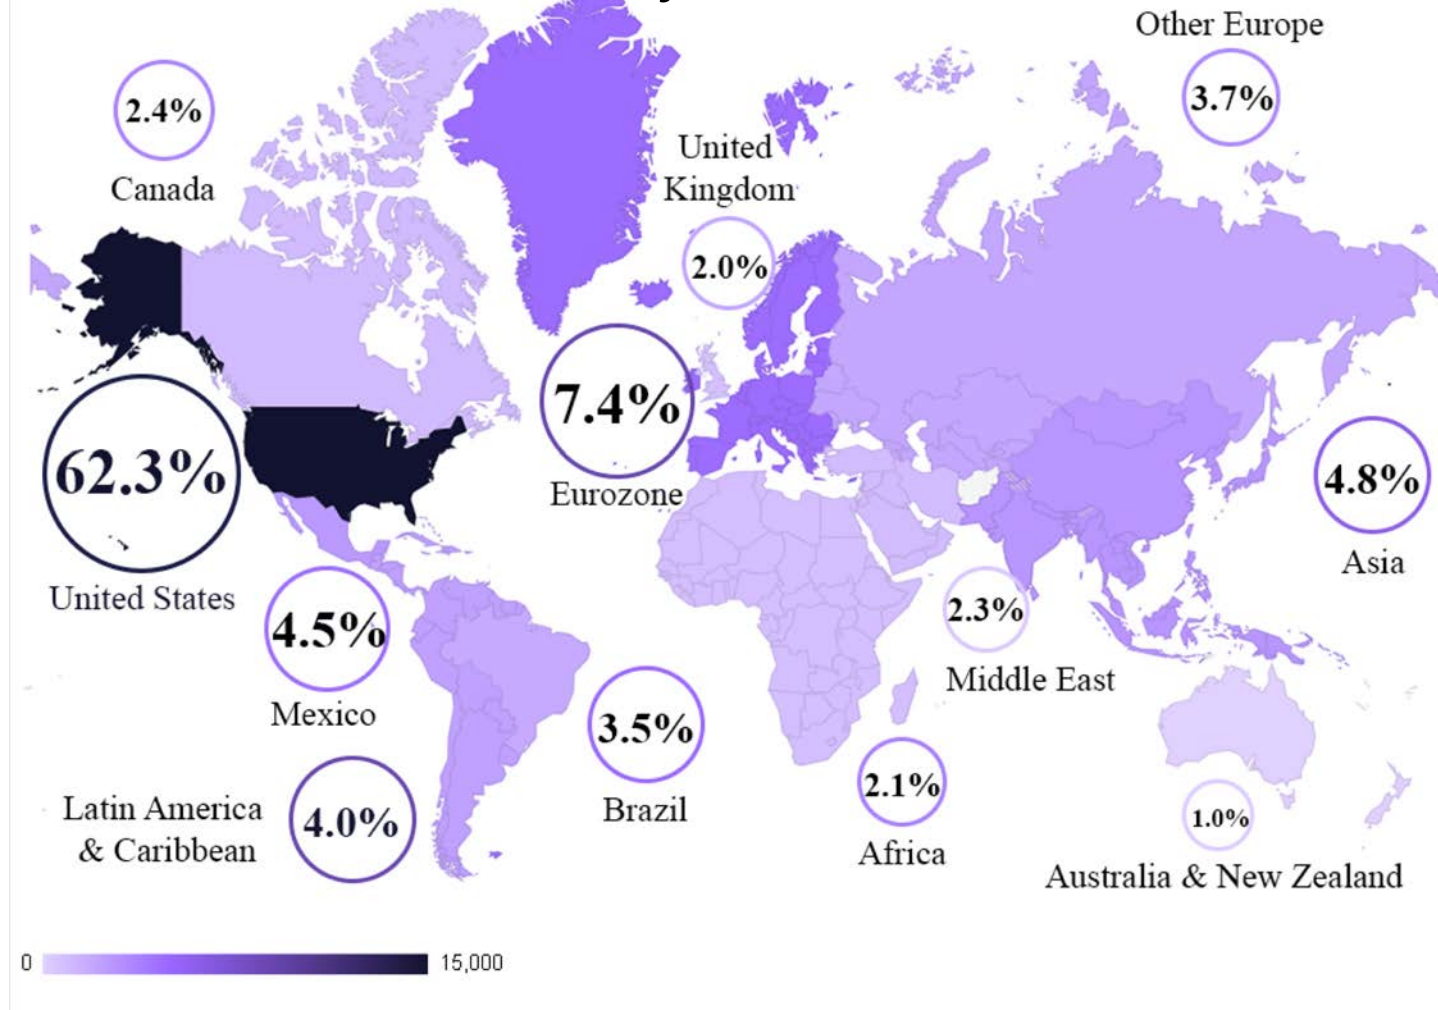 Other Europe
3.7%
2.4%
Canada
United
Kingdom
2.0%
7.4%
Eurozone
62.3%
United States
4.8%
Asia
4.5%
Mexico
2.3%
Middle East
3.5%
Brazil
2.1%
Africa
Latin America
& Caribbean
4.0%
1.0%
Australia & New Zealand
0
15,000